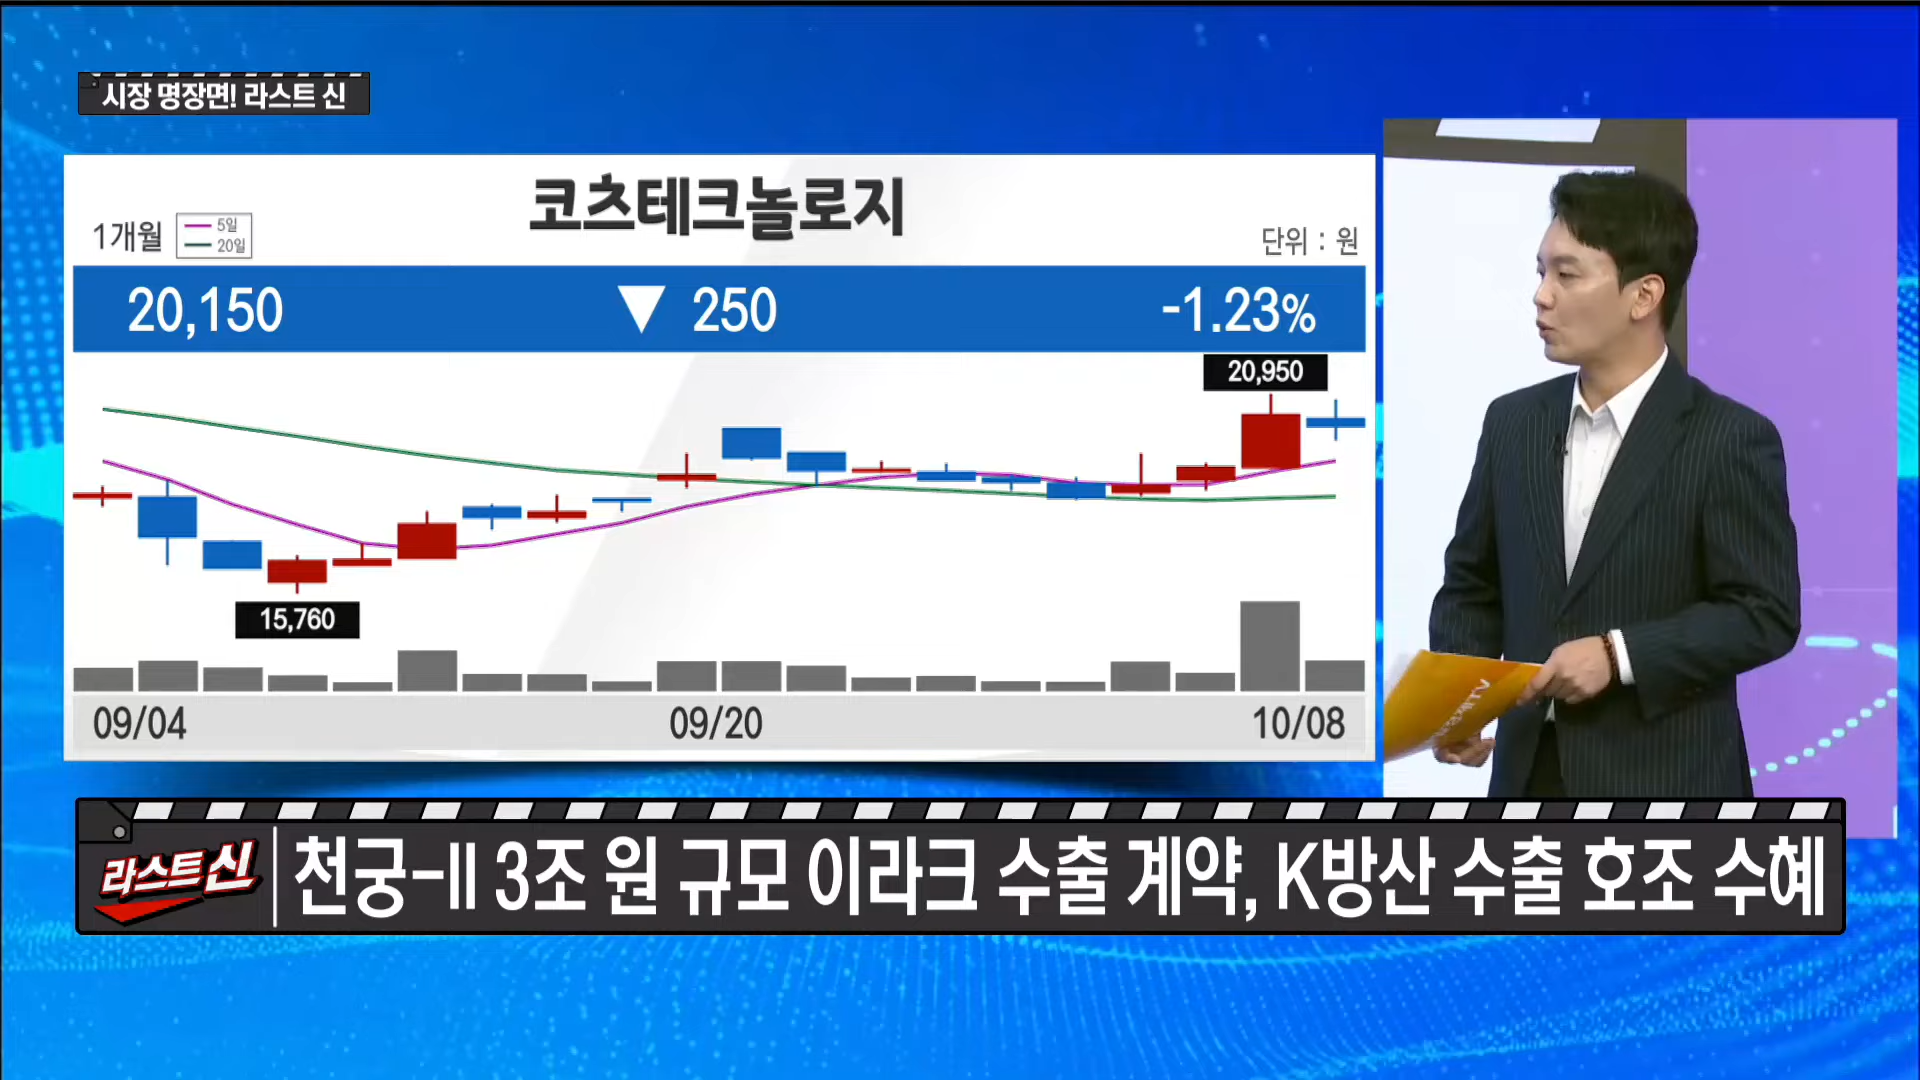 시장 명장면! 라스트 신
코츠테크놀로지
1개월
5일
20일
단위 : 원
20,150 ▼ 250 -1.23%
20,950
15,760
09/04 09/20 10/08
라스트신
천궁-II 3조 원 규모 이라크 수출 계약, K방산 수출 호조 수혜